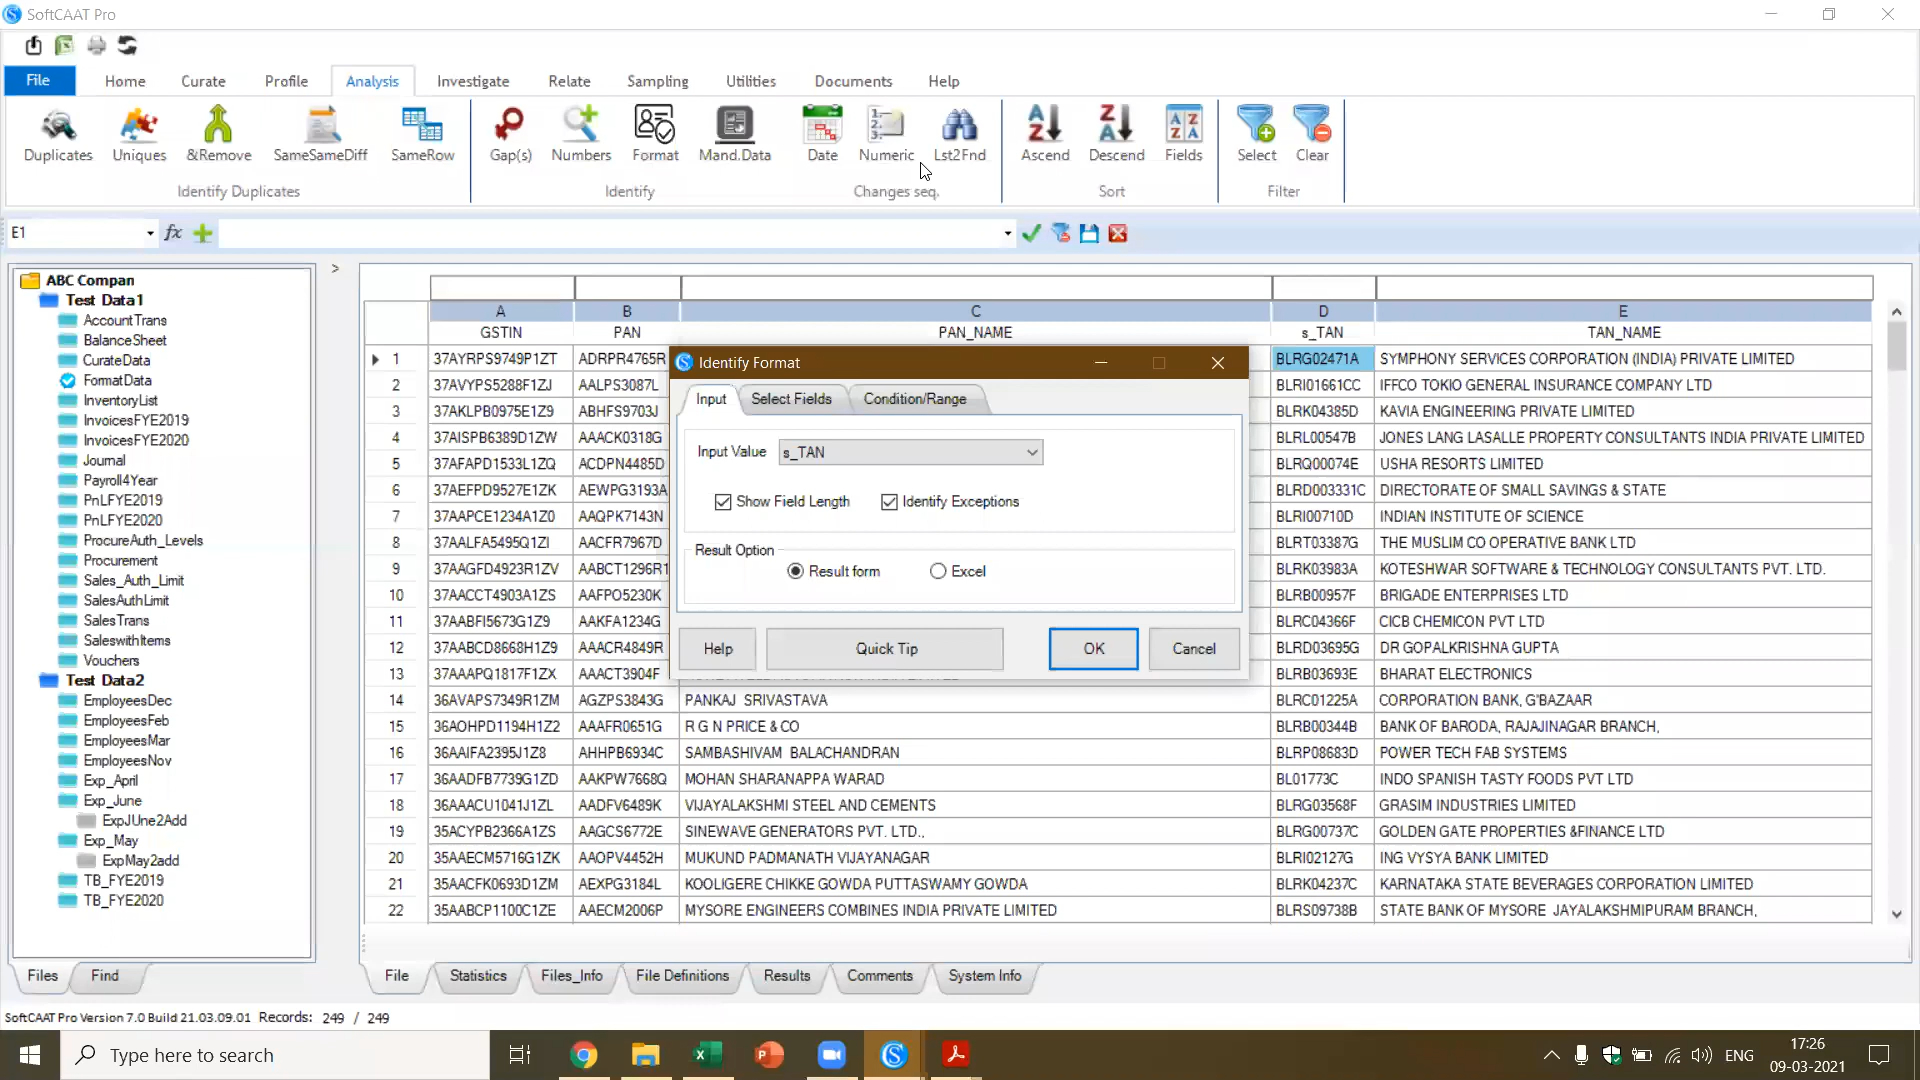 SoftCAAT Pro
File Home Curate Profile Analysis Investigate Relate Sampling Utilities Documents Help
Duplicates Uniques &Remove SameSameDiff SameRow Gap(s) Numbers Format Mand.Data Date Numeric Lst2Fnd Ascend Descend Fields Select Clear
Identify Duplicates Identify Changes seq. Sort Filter
E1 fx
ABC Compan
Test Data1
AccountTrans
BalanceSheet
CurateData
FormatData
InventoryList
InvoicesFYE2019
InvoicesFYE2020
Journal
Payroll4Year
PnLFYE2019
PnLFYE2020
ProcureAuth_Levels
Procurement
Sales_Auth_Limit
SalesAuthLimit
SalesTrans
SaleswithItems
Vouchers
Test Data2
EmployeesDec
EmployeesFeb
EmployeesMar
EmployeesNov
Exp_April
Exp_June
ExpJUne2Add
Exp_May
ExpMay2add
TB_FYE2019
TB_FYE2020
Files Find
A B C D E
GSTIN PAN PAN_NAME s_TAN TAN_NAME
1 37AYRPS9749P1ZT ADRPR4765R BLRG02471A SYMPHONY SERVICES CORPORATION (INDIA) PRIVATE LIMITED
2 37AVYPS5288F1ZJ AALPS3087L BLRI01661CC IFFCO TOKIO GENERAL INSURANCE COMPANY LTD
3 37AKLPB0975E1Z9 ABHFS9703J BLRK04385D KAVIA ENGINEERING PRIVATE LIMITED
4 37AISPB6389D1ZW AAACK0318G BLRL00547B JONES LANG LASALLE PROPERTY CONSULTANTS INDIA PRIVATE LIMITED
5 37AFAPD1533L1ZQ ACDPN4485D BLRQ00074E USHA RESORTS LIMITED
6 37AEFPD9527E1ZK AEWPG3193A BLRD003331C DIRECTORATE OF SMALL SAVINGS & STATE
7 37AAPCE1234A1Z0 AAQPK7143N BLRI00710D INDIAN INSTITUTE OF SCIENCE
8 37AALFA5495Q1ZI AACFR7967D BLRT03387G THE MUSLIM CO OPERATIVE BANK LTD
9 37AAGFD4923R1ZV AABCT1296R1 BLRK03983A KOTESHWAR SOFTWARE & TECHNOLOGY CONSULTANTS PVT. LTD.
10 37AACCT4903A1ZS AAFPO5230K BLRB00957F BRIGADE ENTERPRISES LTD
11 37AABFI5673G1Z9 AAKFA1234G BLRC04366F CICB CHEMICON PVT LTD
12 37AABCD8668H1Z9 AAACR4849R BLRD03695G DR GOPALKRISHNA GUPTA
13 37AAAPQ1817F1ZX AAACT3904F BLRB03693E BHARAT ELECTRONICS
14 36AVAPS7349R1ZM AGZPS3843G PANKAJ SRIVASTAVA BLRC01225A CORPORATION BANK, G'BAZAAR
15 36AOHPD1194H1Z2 AAAFR0651G R G N PRICE & CO BLRB00344B BANK OF BARODA, RAJAJINAGAR BRANCH,
16 36AAIFA2395J1Z8 AHHPB6934C SAMBASHIVAM BALACHANDRAN BLRP08683D POWER TECH FAB SYSTEMS
17 36AADFB7739G1ZD AAKPW7668Q MOHAN SHARANAPPA WARAD BL01773C INDO SPANISH TASTY FOODS PVT LTD
18 36AAACU1041J1ZL AADFV6489K VIJAYALAKSHMI STEEL AND CEMENTS BLRG03568F GRASIM INDUSTRIES LIMITED
19 35ACYPB2366A1ZS AAGCS6772E SINEWAVE GENERATORS PVT. LTD., BLRG00737C GOLDEN GATE PROPERTIES &FINANCE LTD
20 35AAECM5716G1ZK AAOPV4452H MUKUND PADMANATH VIJAYANAGAR BLRI02127G ING VYSYA BANK LIMITED
21 35AACFK0693D1ZM AEXPG3184L KOOLIGERE CHIKKE GOWDA PUTTASWAMY GOWDA BLRK04237C KARNATAKA STATE BEVERAGES CORPORATION LIMITED
22 35AABCP1100C1ZE AAECM2006P MYSORE ENGINEERS COMBINES INDIA PRIVATE LIMITED BLRS09738B STATE BANK OF MYSORE JAYALAKSHMIPURAM BRANCH,
Identify Format
Input Select Fields Condition/Range
Input Value s_TAN
Show Field Length Identify Exceptions
Result Option
Result form Excel
Help Quick Tip OK Cancel
File Statistics Files_Info File Definitions Results Comments System Info
SoftCAAT Pro Version 7.0 Build 21.03.09.01 Records: 249 / 249
Type here to search
ENG
17:26
09-03-2021